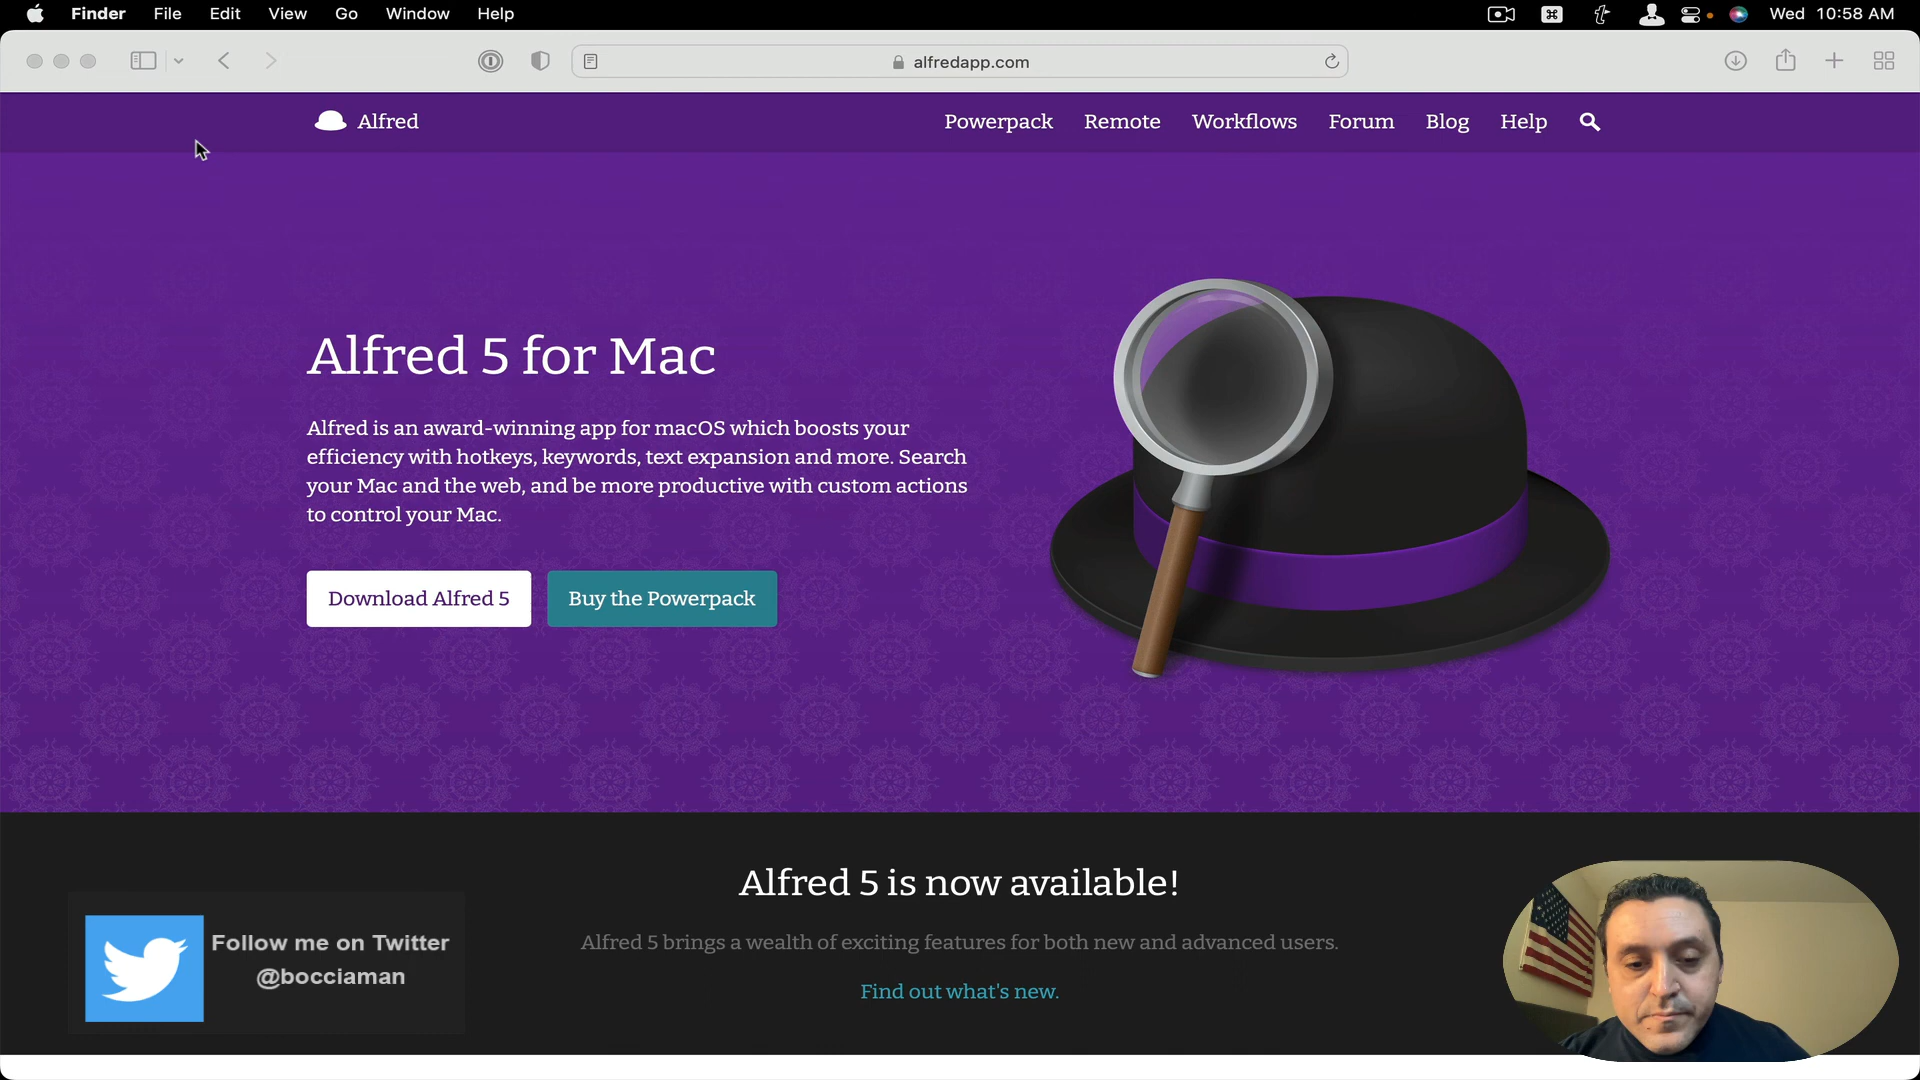 Finder File Edit View Go Window Help Wed 10:58 AM
alfredapp.com
Alfred Powerpack Remote Workflows Forum Blog Help
Alfred 5 for Mac
Alfred is an award-winning app for macOS which boosts your
efficiency with hotkeys, keywords, text expansion and more. Search
your Mac and the web, and be more productive with custom actions
to control your Mac.
Download Alfred 5 Buy the Powerpack
Alfred 5 is now available!
Alfred 5 brings a wealth of exciting features for both new and advanced users.
Find out what's new.
Follow me on Twitter
@bocciaman